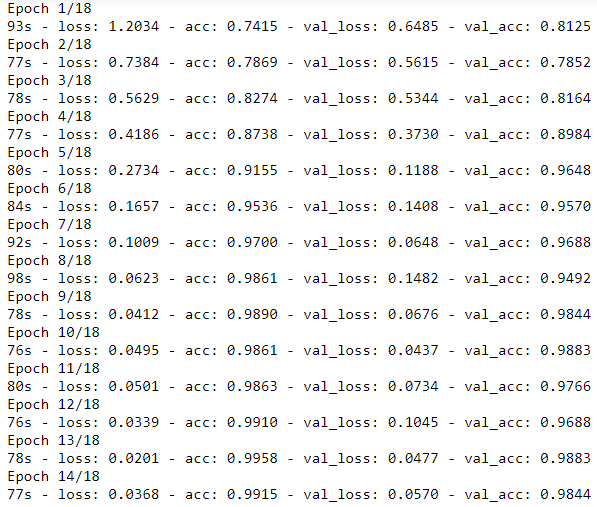 Epoch 1/18
93s - loss: 1.2034 - acc: 0.7415 - val_loss: 0.6485 - val_acc: 0.8125
Epoch 2/18
77s - loss: 0.7384 - acc: 0.7869 - val_loss: 0.5615 - val_acc: 0.7852
Epoch 3/18
78s - loss: 0.5629 - acc: 0.8274 - val_loss: 0.5344 - val_acc: 0.8164
Epoch 4/18
77s - loss: 0.4186 - acc: 0.8738 - val_loss: 0.3730 - val_acc: 0.8984
Epoch 5/18
80s - loss: 0.2734 - acc: 0.9155 - val_loss: 0.1188 - val_acc: 0.9648
Epoch 6/18
84s - loss: 0.1657 - acc: 0.9536 - val_loss: 0.1408 - val_acc: 0.9570
Epoch 7/18
92s - loss: 0.1009 - acc: 0.9700 - val_loss: 0.0648 - val_acc: 0.9688
Epoch 8/18
98s - loss: 0.0623 - acc: 0.9861 - val_loss: 0.1482 - val_acc: 0.9492
Epoch 9/18
78s - loss: 0.0412 - acc: 0.9890 - val_loss: 0.0676 - val_acc: 0.9844
Epoch 10/18
76s - loss: 0.0495 - acc: 0.9861 - val_loss: 0.0437 - val_acc: 0.9883
Epoch 11/18
80s - loss: 0.0501 - acc: 0.9863 - val_loss: 0.0734 - val_acc: 0.9766
Epoch 12/18
76s - loss: 0.0339 - acc: 0.9910 - val_loss: 0.1045 - val_acc: 0.9688
Epoch 13/18
78s - loss: 0.0201 - acc: 0.9958 - val_loss: 0.0477 - val_acc: 0.9883
Epoch 14/18
77s - loss: 0.0368 - acc: 0.9915 - val_loss: 0.0570 - val_acc: 0.9844